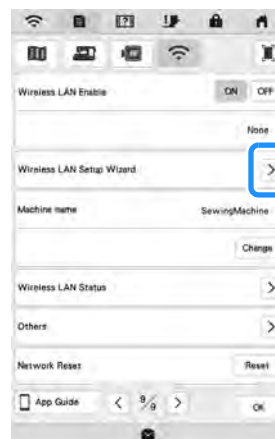 Wireless LAN Enable ON OFF
None
Wireless LAN Setup Wizard
Machine name SewingMachine
Change
Wireless LAN Status
Others
Network Reset Reset
App Guide < 9/9 > OK